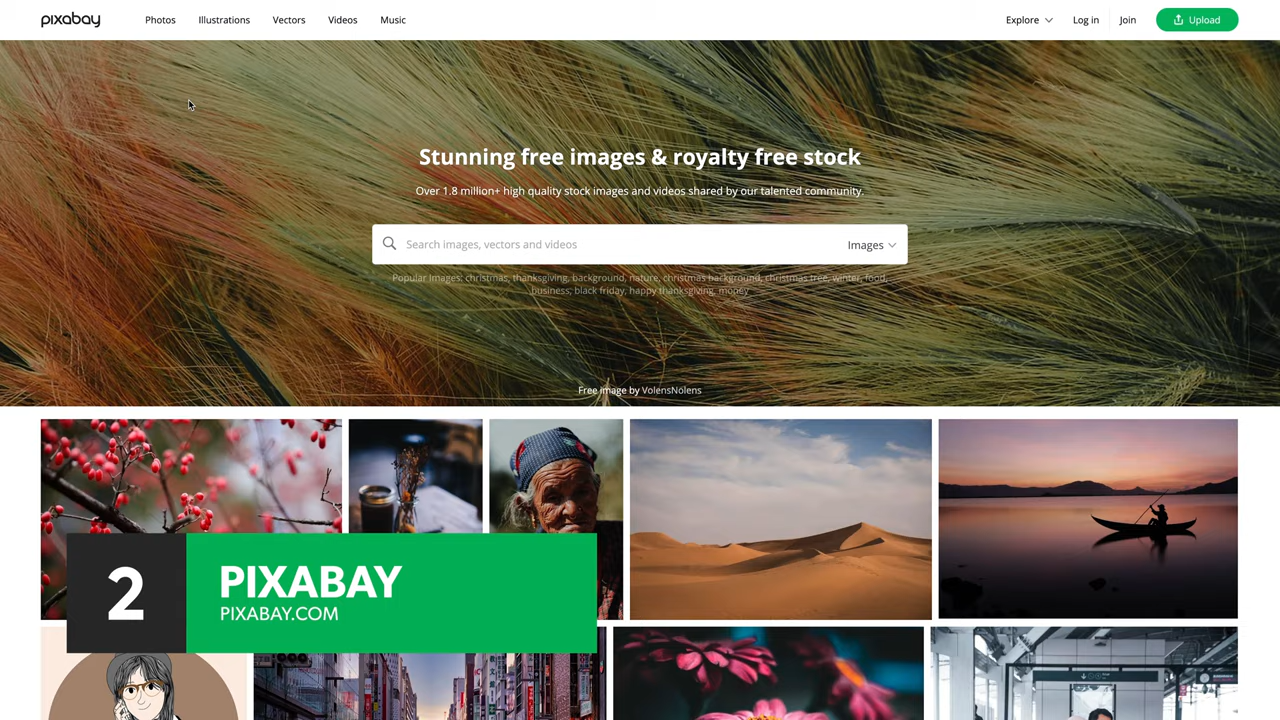 pixabay
Photos Illustrations Vectors Videos Music
Explore Log in Join Upload
Stunning free images & royalty free stock
Over 1.8 million+ high quality stock images and videos shared by our talented community.
Search images, vectors and videos Images
Popular Images: christmas, thanksgiving, background, nature, christmas background, christmas tree, winter, food,
business, black friday, happy thanksgiving, money
Free image by VolensNolens
2
PIXABAY
PIXABAY.COM